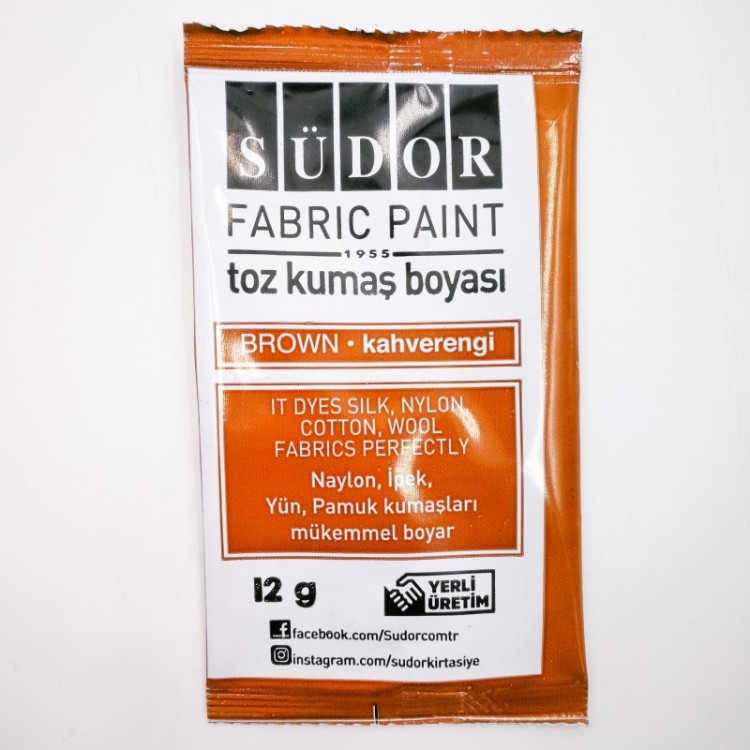 SÜDOR
FABRIC PAINT
1955
toz kumaş boyası
BROWN • kahverengi
IT DYES SILK, NYLON,
COTTON, WOOL
FABRICS PERFECTLY
Naylon, İpek,
Yün, Pamuk kumaşları
mükemmel boyar
12 g
YERLİ
ÜRETİM
facebook.com/Sudorcomtr
instagram.com/sudorkirtasiye